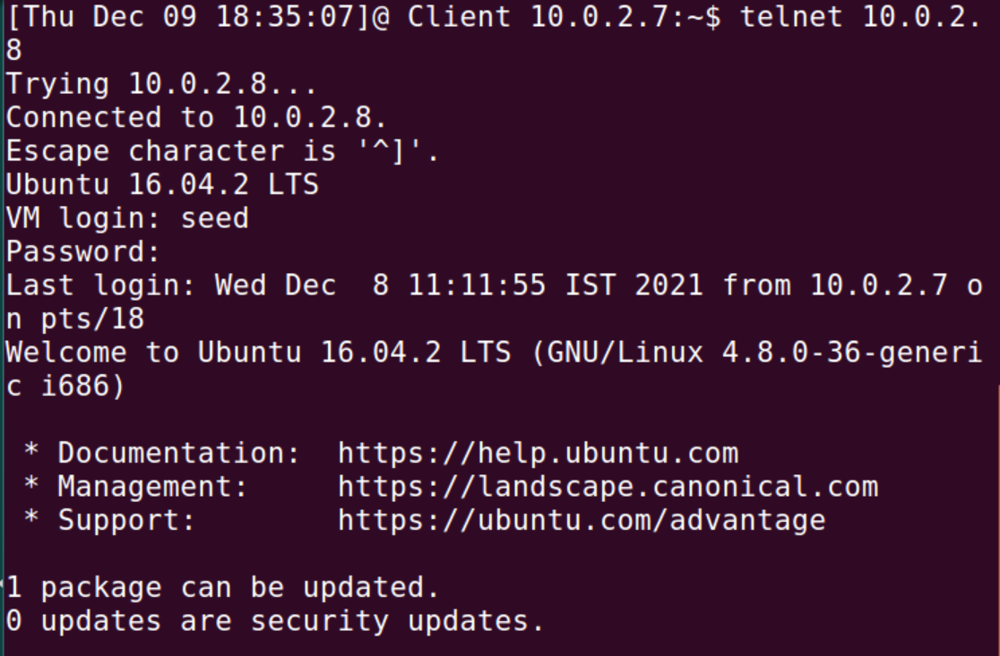 [Thu Dec 09 18:35:07]@ Client 10.0.2.7:~$ telnet 10.0.2.
8
Trying 10.0.2.8...
Connected to 10.0.2.8.
Escape character is '^]'.
Ubuntu 16.04.2 LTS
VM login: seed
Password:
Last login: Wed Dec  8 11:11:55 IST 2021 from 10.0.2.7 o
n pts/18
Welcome to Ubuntu 16.04.2 LTS (GNU/Linux 4.8.0-36-generi
c i686)

 * Documentation:  https://help.ubuntu.com
 * Management:     https://landscape.canonical.com
 * Support:        https://ubuntu.com/advantage

1 package can be updated.
0 updates are security updates.